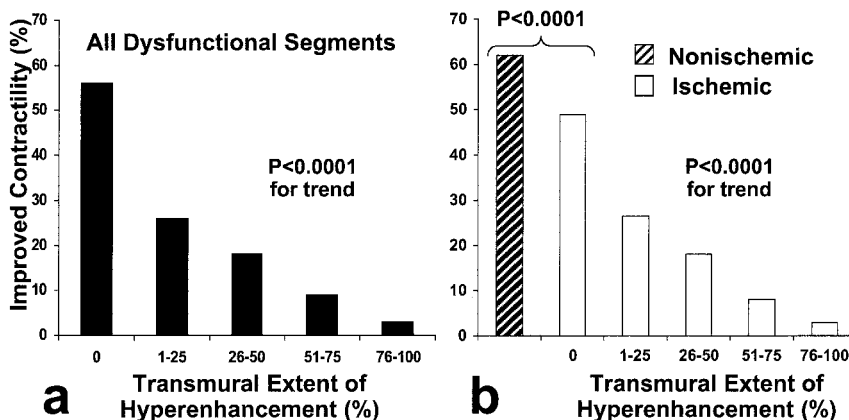 70
60
50
40
30
20
10
0
Improved Contractility (%)
All Dysfunctional Segments
P<0.0001
for trend
0 1-25 26-50 51-75 76-100
Transmural Extent of
Hyperenhancement (%)
a
70
60
50
40
30
20
10
0
P<0.0001
Nonischemic
Ischemic
P<0.0001
for trend
0 1-25 26-50 51-75 76-100
Transmural Extent of
Hyperenhancement (%)
b